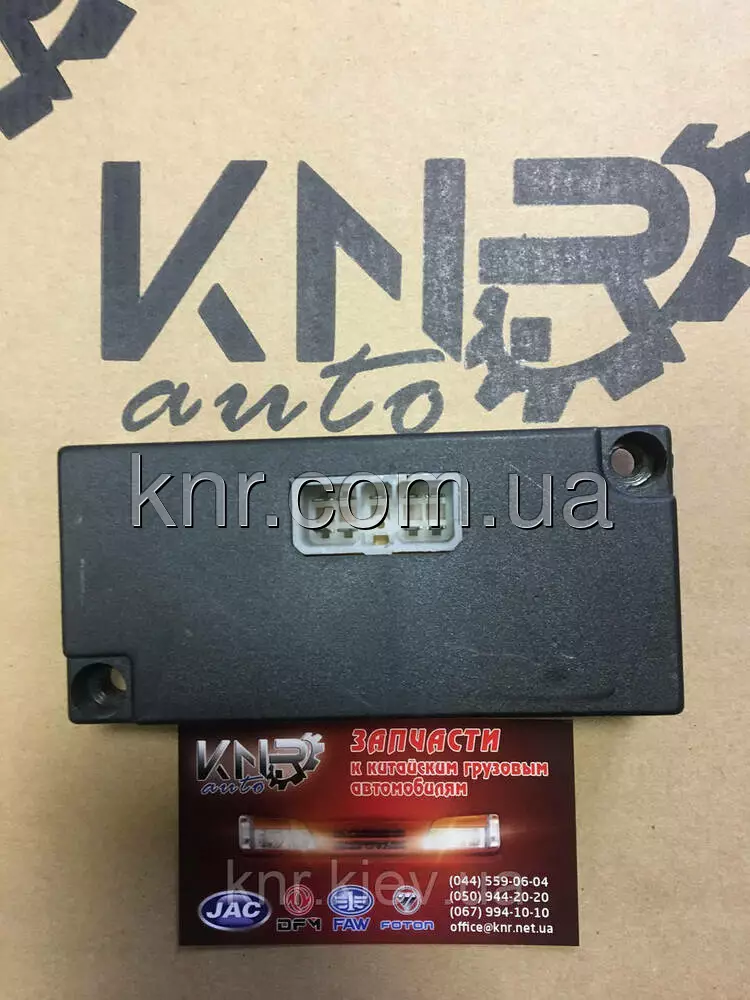 KNR
auto
knr.com.ua
KNR
auto
ЗАПЧАСТИ
к китайским грузовым
автомобилям
knr.kiev.ua
JAC
DFM
FAW
FOTON
(044) 559-06-04
(050) 944-20-20
(067) 994-10-10
office@knr.net.ua